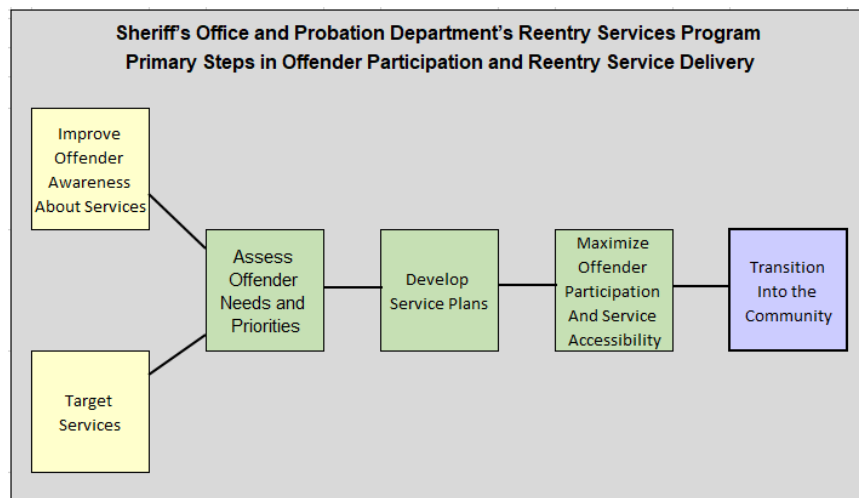 Sheriff's Office and Probation Department's Reentry Services Program
Primary Steps in Offender Participation and Reentry Service Delivery
Improve
Offender
Awareness
About Services
Target
Services
Assess
Offender
Needs and
Priorities
Develop
Service Plans
Maximize
Offender
Participation
And Service
Accessibility
Transition
Into the
Community